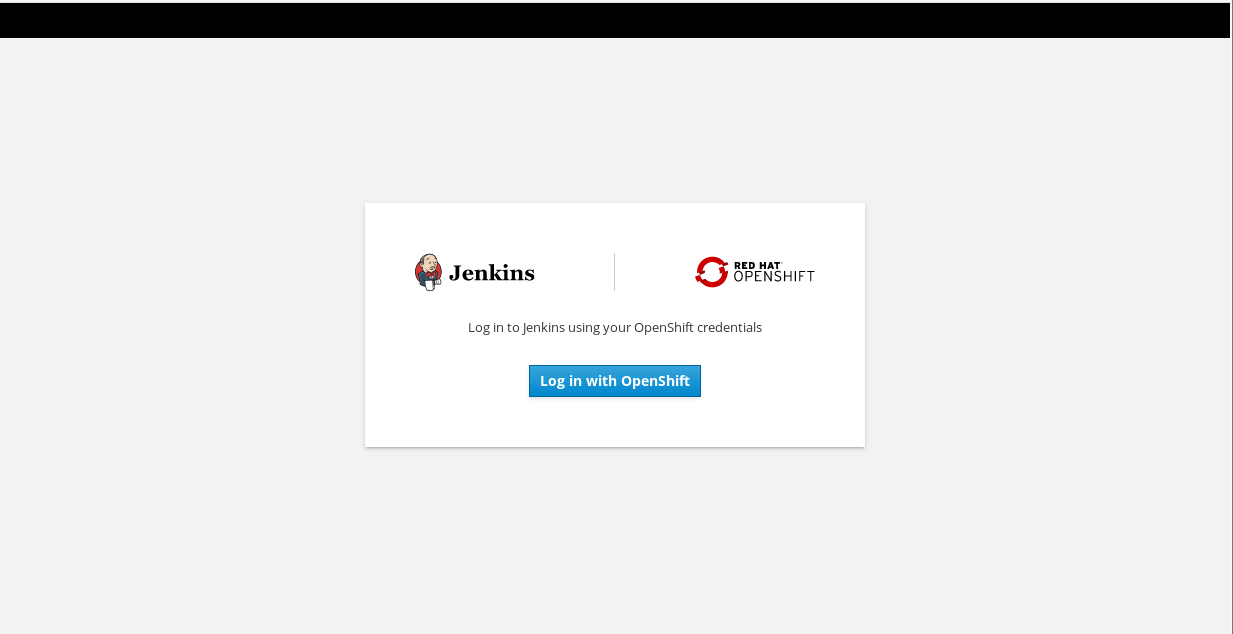 Jenkins
RED HAT
OPENSHIFT
Log in to Jenkins using your OpenShift credentials
Log in with OpenShift